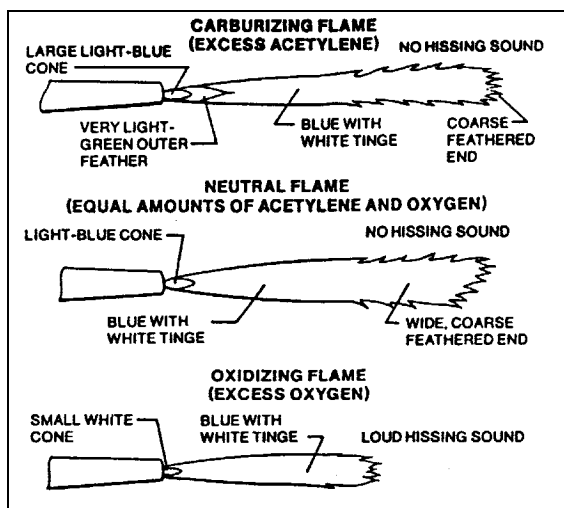 CARBURIZING FLAME
(EXCESS ACETYLENE)
LARGE LIGHT-BLUE
CONE
NO HISSING SOUND
VERY LIGHT-
GREEN OUTER
FEATHER
BLUE WITH
WHITE TINGE
COARSE
FEATHERED
END
NEUTRAL FLAME
(EQUAL AMOUNTS OF ACETYLENE AND OXYGEN)
LIGHT-BLUE CONE
NO HISSING SOUND
BLUE WITH
WHITE TINGE
WIDE, COARSE
FEATHERED END
OXIDIZING FLAME
(EXCESS OXYGEN)
SMALL WHITE
CONE
BLUE WITH
WHITE TINGE
LOUD HISSING SOUND